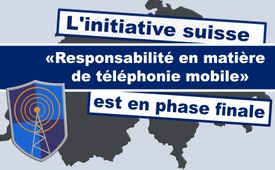 L'initiative suisse
«Responsabilité en matière
de téléphonie mobile»
est en phase finale